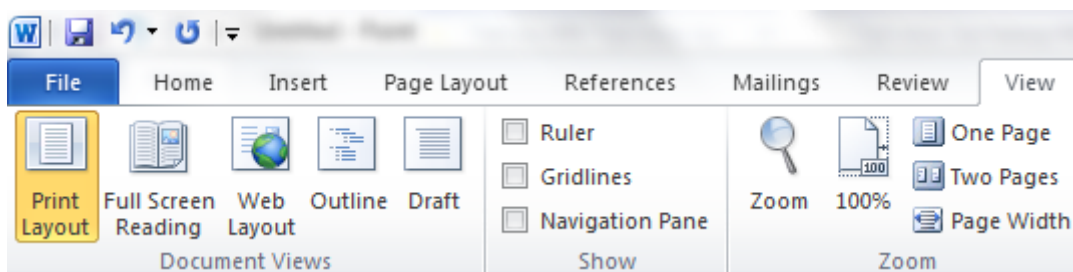 W
File Home Insert Page Layout References Mailings Review View
Print Layout
Full Screen Reading
Web Layout
Outline
Draft
Document Views
Ruler
Gridlines
Navigation Pane
Show
Zoom
100
100%
One Page
Two Pages
Page Width
Zoom